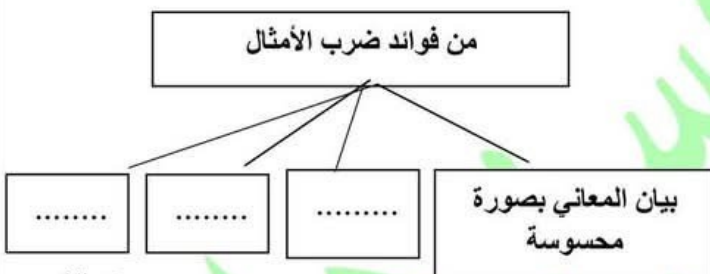 من فوائد ضرب الأمثال
بيان المعاني بصورة
محسوسة
.........
........
........